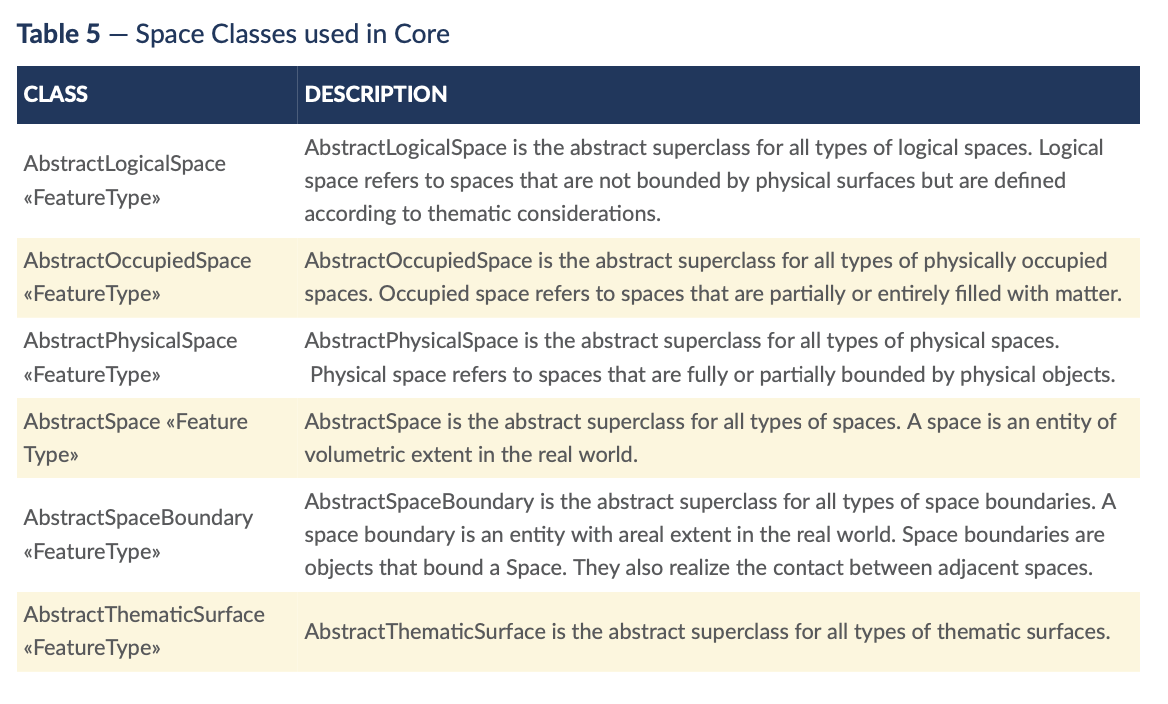 Table 5 — Space Classes used in Core
CLASS
DESCRIPTION
AbstractLogicalSpace
«FeatureType»
AbstractLogicalSpace is the abstract superclass for all types of logical spaces. Logical
space refers to spaces that are not bounded by physical surfaces but are defined
according to thematic considerations.
AbstractOccupiedSpace
«FeatureType»
AbstractOccupiedSpace is the abstract superclass for all types of physically occupied
spaces. Occupied space refers to spaces that are partially or entirely filled with matter.
AbstractPhysicalSpace
«FeatureType»
AbstractPhysicalSpace is the abstract superclass for all types of physical spaces.
Physical space refers to spaces that are fully or partially bounded by physical objects.
AbstractSpace «Feature
Type»
AbstractSpace is the abstract superclass for all types of spaces. A space is an entity of
volumetric extent in the real world.
AbstractSpaceBoundary
«FeatureType»
AbstractSpaceBoundary is the abstract superclass for all types of space boundaries. A
space boundary is an entity with areal extent in the real world. Space boundaries are
objects that bound a Space. They also realize the contact between adjacent spaces.
AbstractThematicSurface
«FeatureType»
AbstractThematicSurface is the abstract superclass for all types of thematic surfaces.